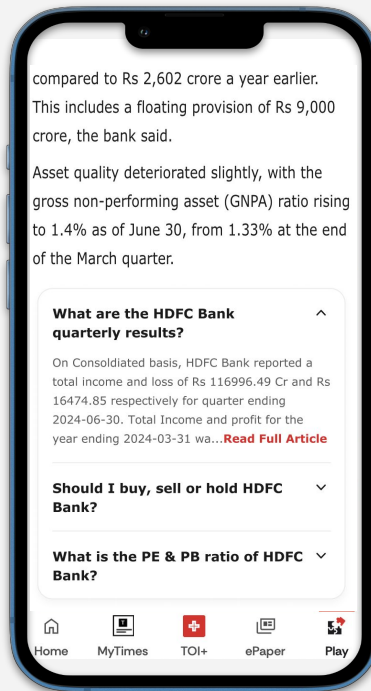 compared to Rs 2,602 crore a year earlier.
This includes a floating provision of Rs 9,000
crore, the bank said.
Asset quality deteriorated slightly, with the
gross non-performing asset (GNPA) ratio rising
to 1.4% as of June 30, from 1.33% at the end
of the March quarter.
What are the HDFC Bank
quarterly results?
On Consoldiated basis, HDFC Bank reported a
total income and loss of Rs 116996.49 Cr and Rs
16474.85 respectively for quarter ending
2024-06-30. Total Income and profit for the
year ending 2024-03-31 wa...Read Full Article
Should I buy, sell or hold HDFC
Bank?
What is the PE & PB ratio of HDFC
Bank?
Home MyTimes TOI+ ePaper Play